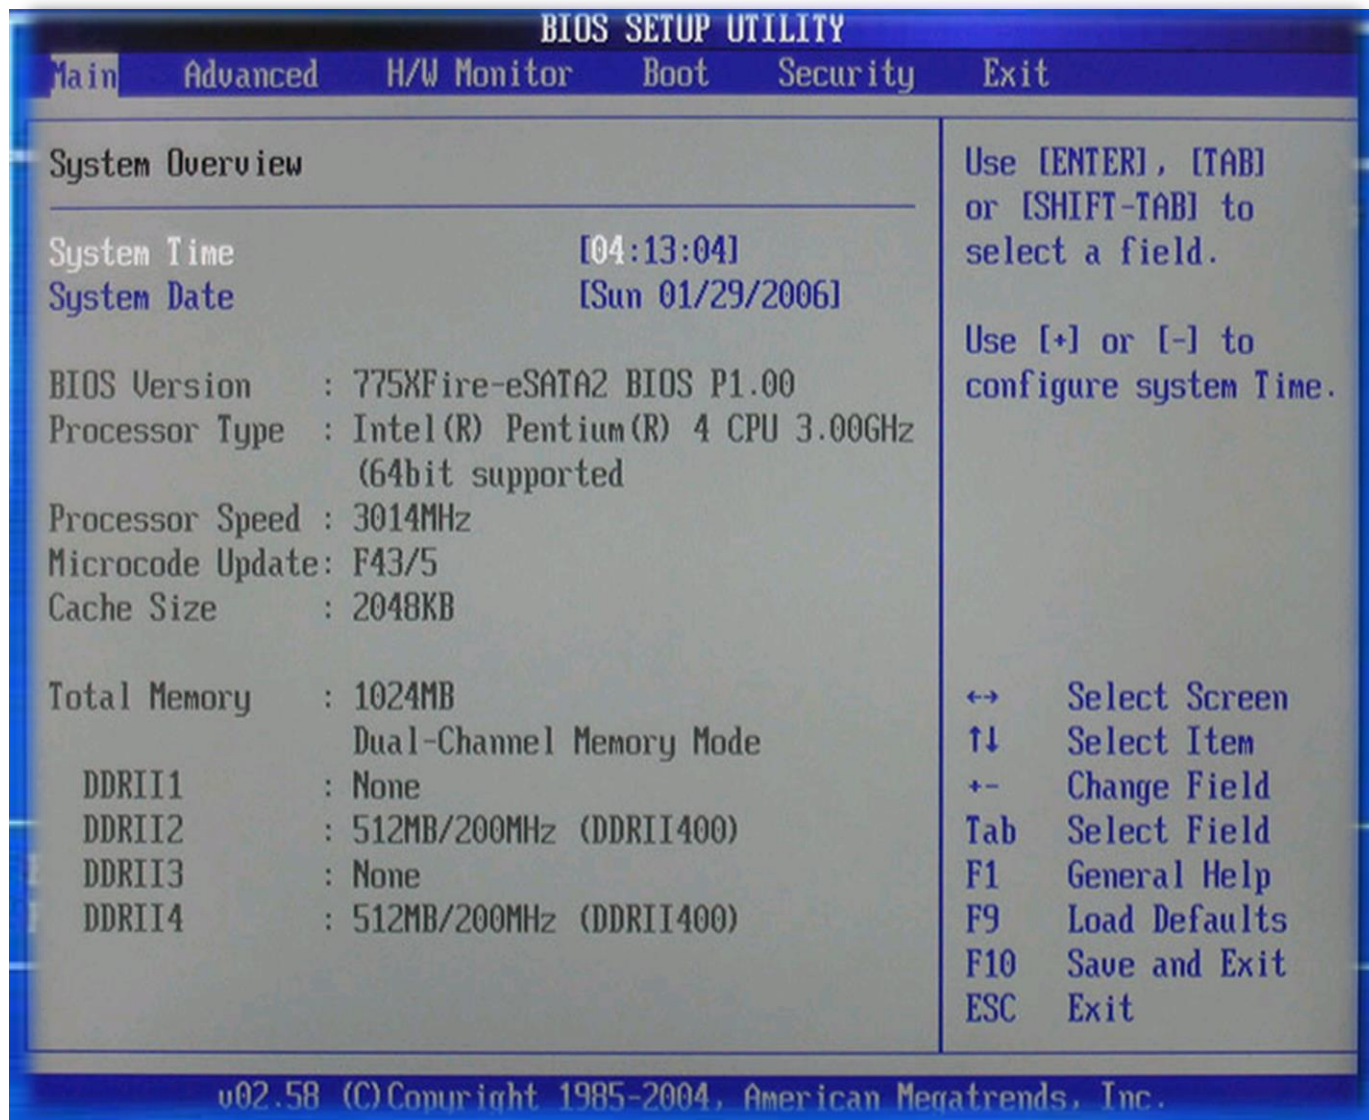 BIOS SETUP UTILITY
Main Advanced H/W Monitor Boot Security Exit
System Overview
System Time [04:13:04]
System Date [Sun 01/29/2006]
BIOS Version : 775XFire-eSATA2 BIOS P1.00
Processor Type : Intel(R) Pentium(R) 4 CPU 3.00GHz
(64bit supported
Processor Speed : 3014MHz
Microcode Update: F43/5
Cache Size : 2048KB
Total Memory : 1024MB
Dual-Channel Memory Mode
DDRII1 : None
DDRII2 : 512MB/200MHz (DDRII400)
DDRII3 : None
DDRII4 : 512MB/200MHz (DDRII400)
Use [ENTER], [TAB]
or [SHIFT-TAB] to
select a field.
Use [+] or [-] to
configure system Time.
←→ Select Screen
↑↓ Select Item
+- Change Field
Tab Select Field
F1 General Help
F9 Load Defaults
F10 Save and Exit
ESC Exit
v02.58 (C)Copyright 1985-2004, American Megatrends, Inc.